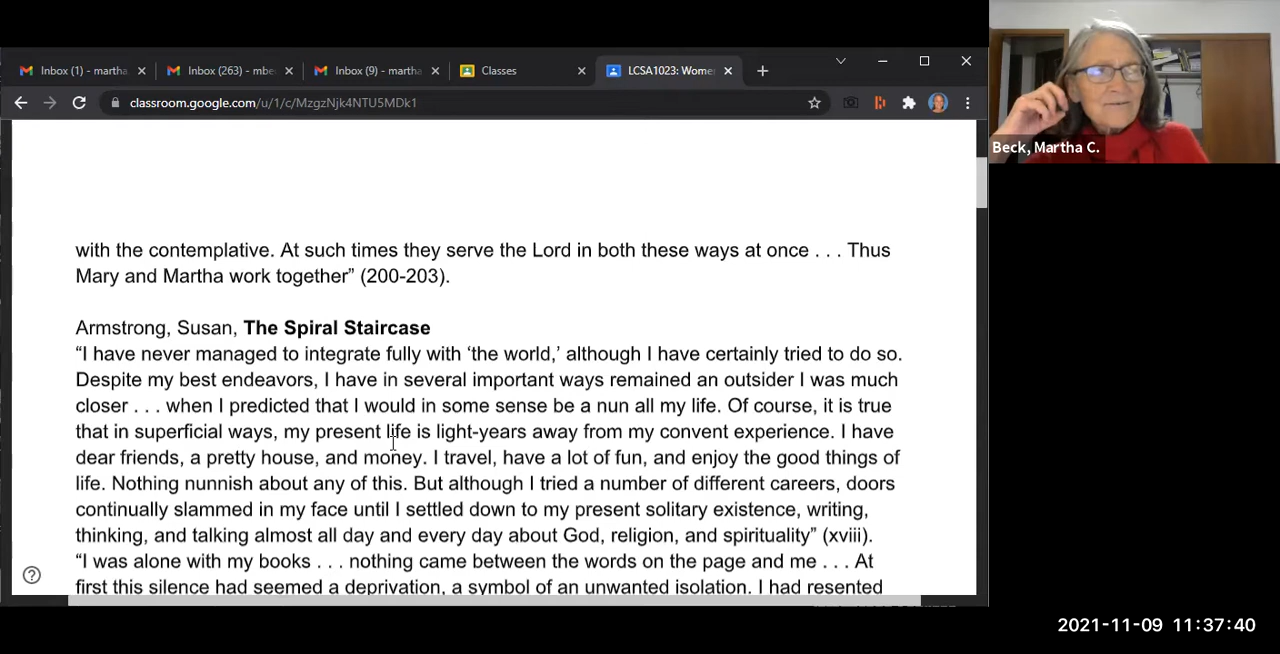 Inbox (1) - martha
Inbox (263) - mbe
Inbox (9) - martha
Classes
LCSA1023: Wome
classroom.google.com/u/1/c/MzgzNjk4NTU5MDk1
Beck, Martha C.
with the contemplative. At such times they serve the Lord in both these ways at once . . . Thus
Mary and Martha work together” (200-203).
Armstrong, Susan, The Spiral Staircase
“I have never managed to integrate fully with ‘the world,’ although I have certainly tried to do so.
Despite my best endeavors, I have in several important ways remained an outsider I was much
closer . . . when I predicted that I would in some sense be a nun all my life. Of course, it is true
that in superficial ways, my present life is light-years away from my convent experience. I have
dear friends, a pretty house, and money. I travel, have a lot of fun, and enjoy the good things of
life. Nothing nunnish about any of this. But although I tried a number of different careers, doors
continually slammed in my face until I settled down to my present solitary existence, writing,
thinking, and talking almost all day and every day about God, religion, and spirituality” (xviii).
“I was alone with my books . . . nothing came between the words on the page and me . . . At
first this silence had seemed a deprivation, a symbol of an unwanted isolation. I had resented
2021-11-09 11:37:40